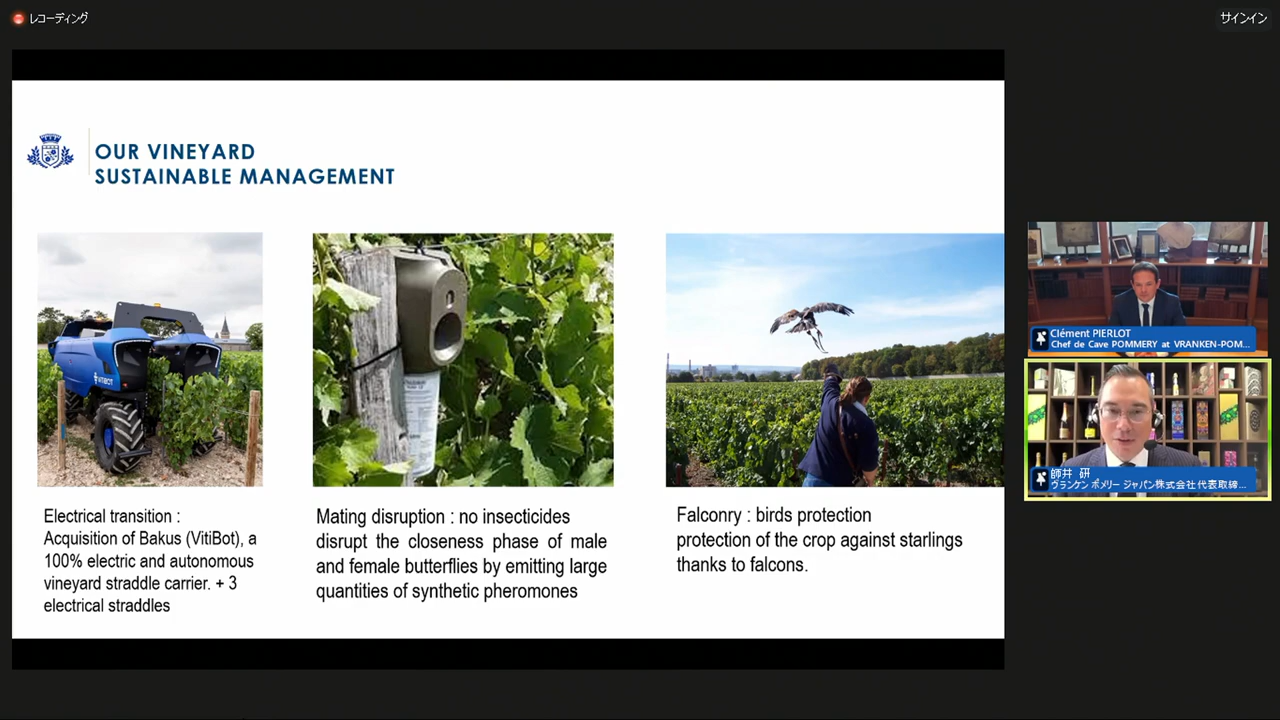 レコーディング
サインイン
OUR VINEYARD
SUSTAINABLE MANAGEMENT
VITIBOT
Electrical transition :
Acquisition of Bakus (VitiBot), a
100% electric and autonomous
vineyard straddle carrier. + 3
electrical straddles
Mating disruption : no insecticides
disrupt the closeness phase of male
and female butterflies by emitting large
quantities of synthetic pheromones
Falconry : birds protection
protection of the crop against starlings
thanks to falcons.
Clément PIERLOT
Chef de Cave POMMERY at VRANKEN-POM...
師井 研
ヴランケン ポメリー ジャパン株式会社 代表取締...